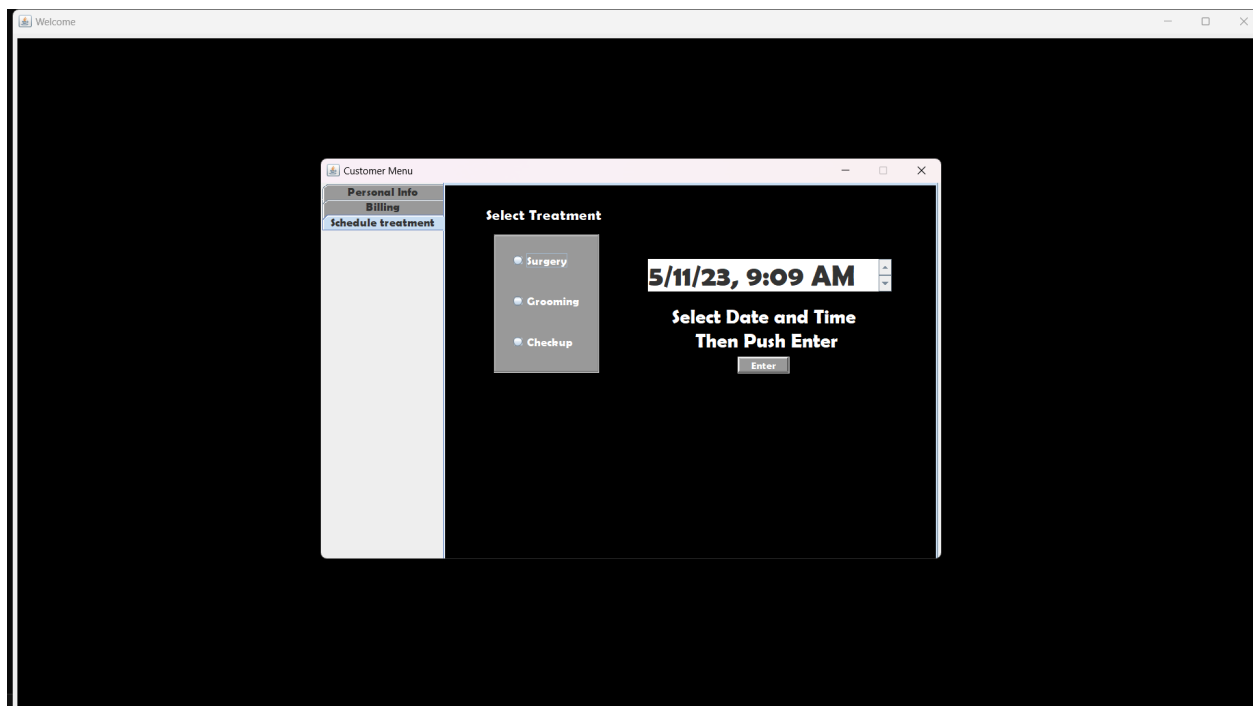 Welcome
Customer Menu
Personal Info
Billing
Schedule treatment
Select Treatment
Surgery
Grooming
Checkup
5/11/23, 9:09 AM
Select Date and Time
Then Push Enter
Enter